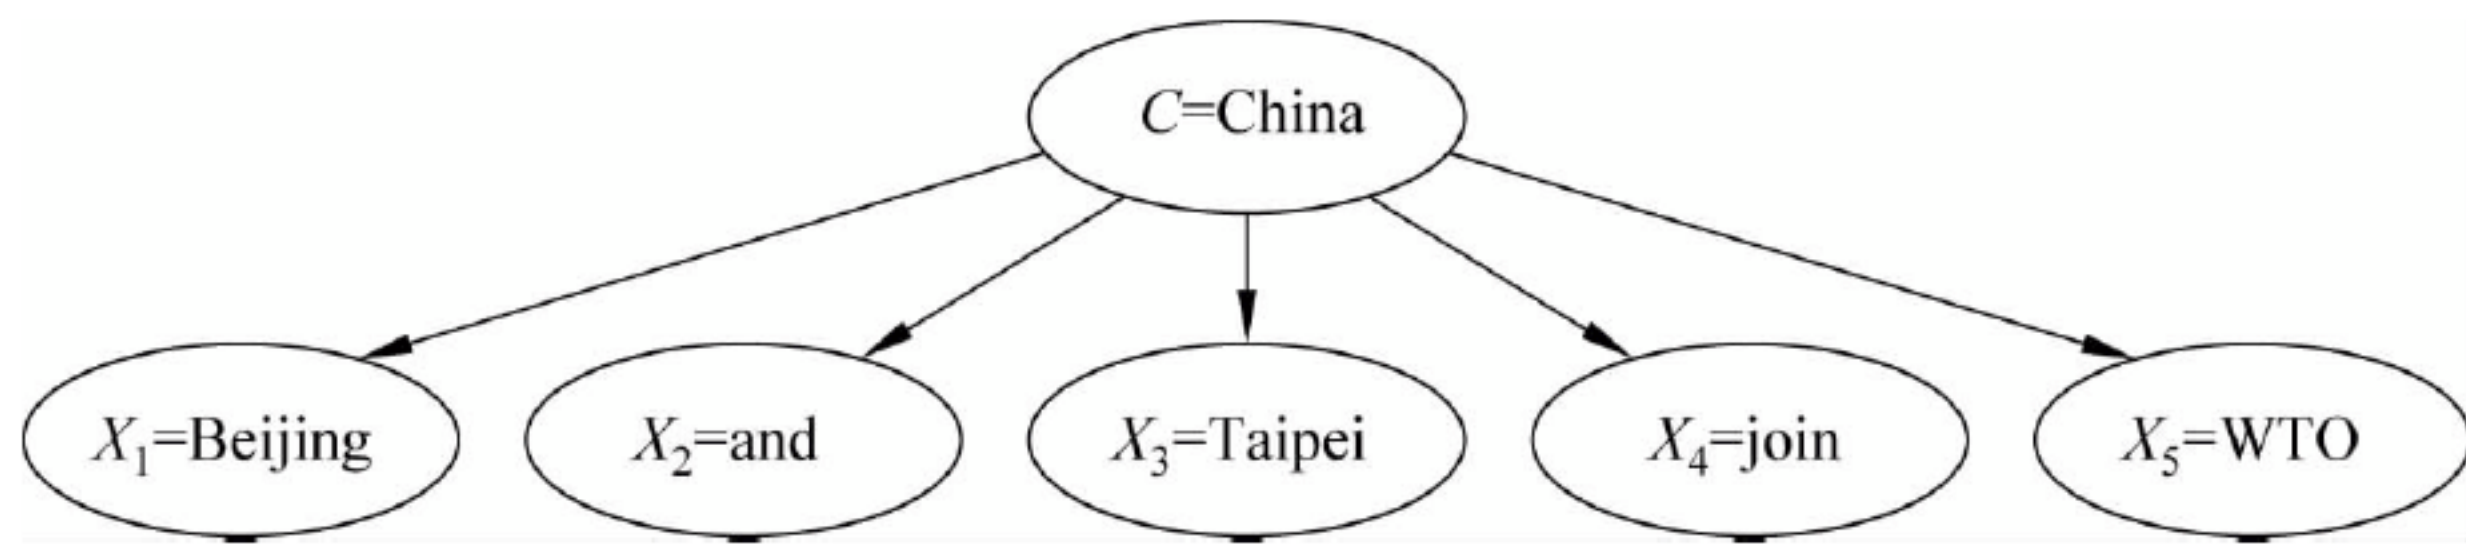 C=China
X₁=Beijing
X₂=and
X₃=Taipei
X₄=join
X₅=WTO